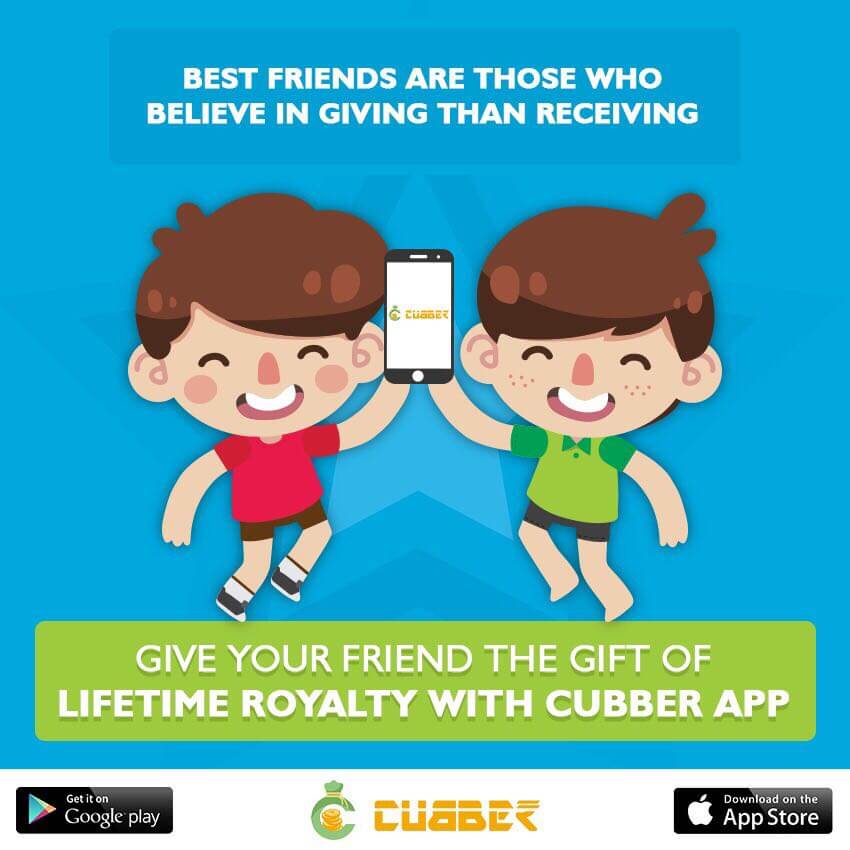 BEST FRIENDS ARE THOSE WHO
BELIEVE IN GIVING THAN RECEIVING
CUBBER
GIVE YOUR FRIEND THE GIFT OF
LIFETIME ROYALTY WITH CUBBER APP
Get it on
Google play
CUBBER
Download on the
App Store